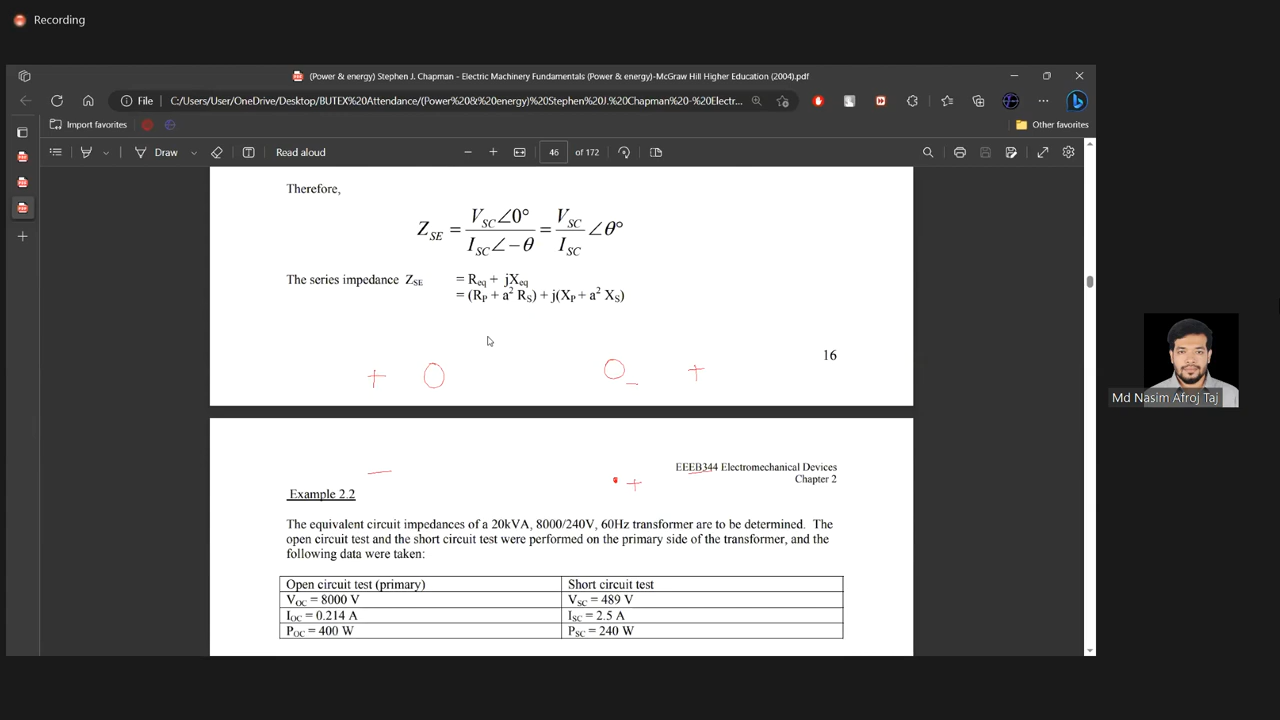 Recording
(Power & energy) Stephen J. Chapman - Electric Machinery Fundamentals (Power & energy)-McGraw Hill Higher Education (2004).pdf
File C:/Users/User/OneDrive/Desktop/BUTEX%20Attendance/(Power%20&%20energy)%20Stephen%20J.%20Chapman%20-%20Electr...
Import favorites
Other favorites
Draw
Read aloud
46 of 172
Therefore,
Z_SE = V_SC∠0° / I_SC∠−θ = V_SC / I_SC ∠θ°
The series impedance Z_SE = R_eq + jX_eq
= (R_P + a² R_S) + j(X_P + a² X_S)
16
+ O O _ +
Md Nasim Afroj Taj
EEEB344 Electromechanical Devices
Chapter 2
— . +
Example 2.2
The equivalent circuit impedances of a 20kVA, 8000/240V, 60Hz transformer are to be determined. The
open circuit test and the short circuit test were performed on the primary side of the transformer, and the
following data were taken:
Open circuit test (primary) Short circuit test
V_OC = 8000 V V_SC = 489 V
I_OC = 0.214 A I_SC = 2.5 A
P_OC = 400 W P_SC = 240 W